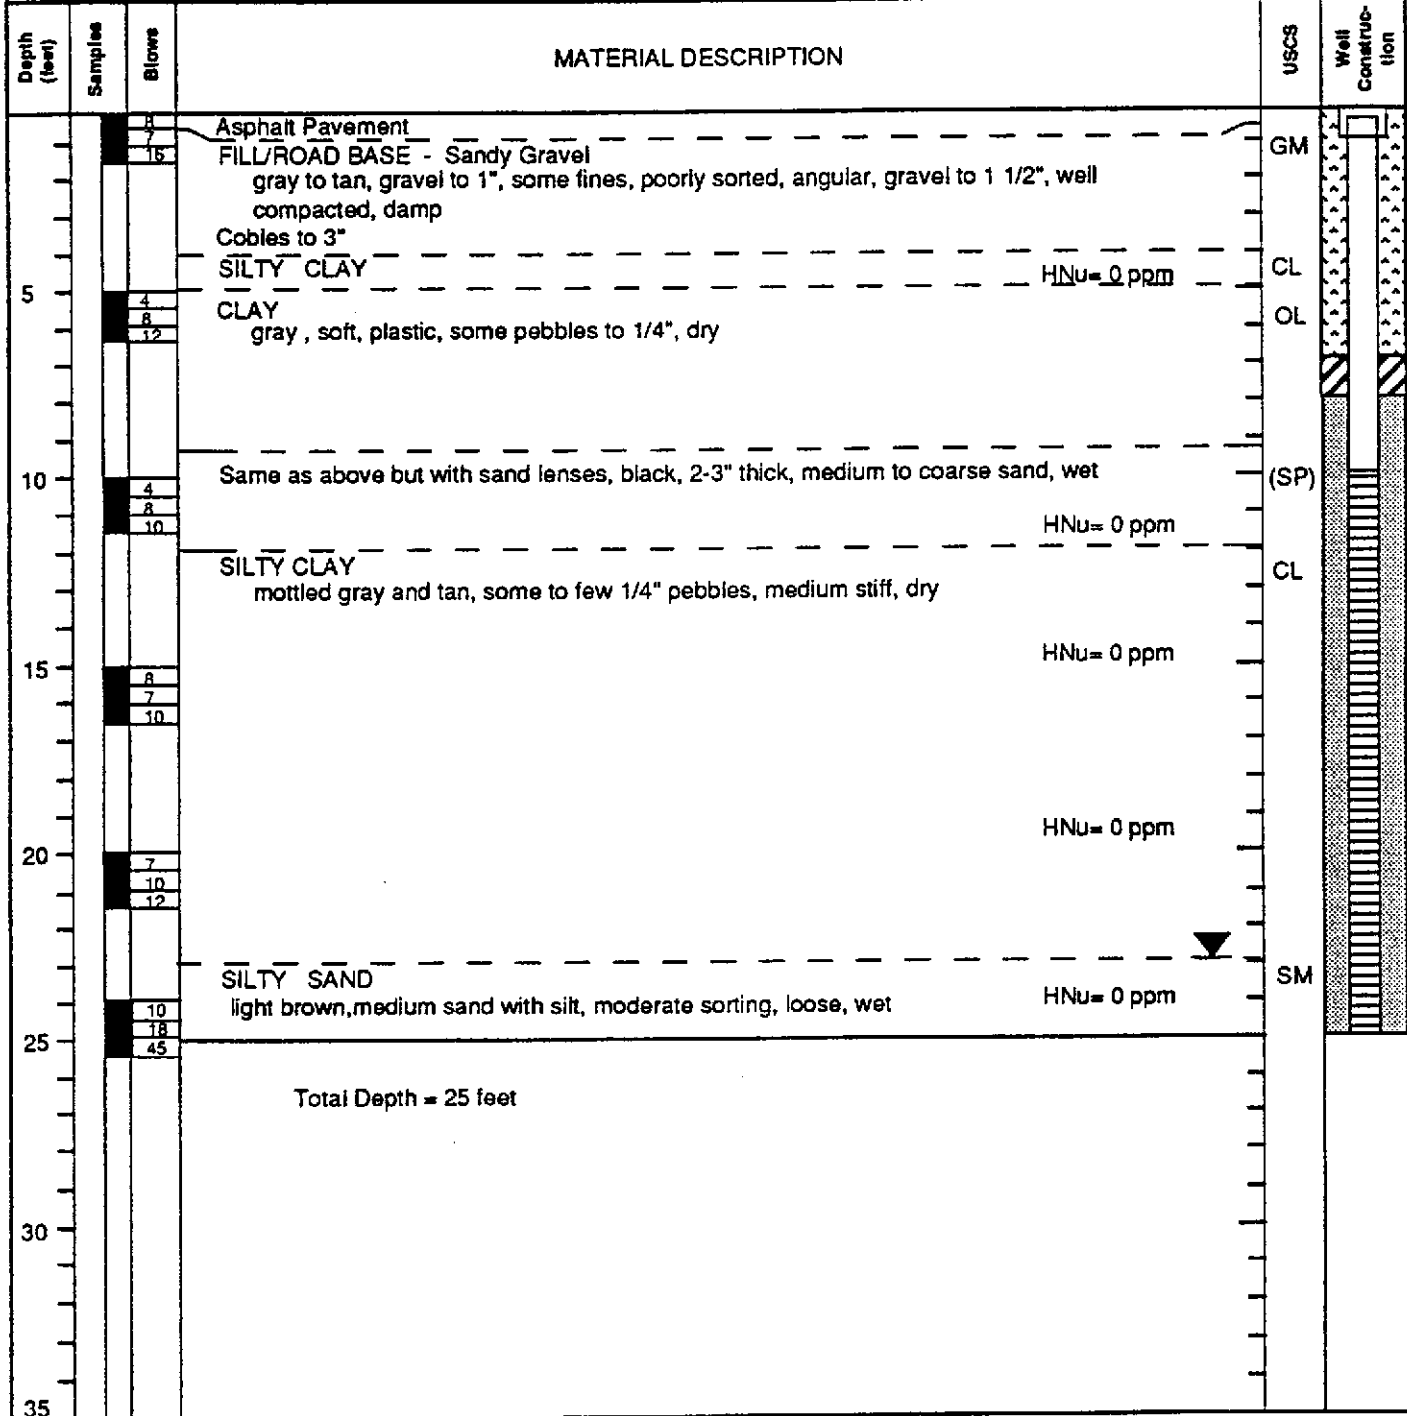 Depth (feet) Samples Blows MATERIAL DESCRIPTION USCS Well Construc- tion
8
Asphalt Pavement
7
16
FILL/ROAD BASE - Sandy Gravel
GM
gray to tan, gravel to 1", some fines, poorly sorted, angular, gravel to 1 1/2", well
compacted, damp
Cobles to 3"
SILTY CLAY HNu= 0 ppm CL
5
4
8
12
CLAY OL
gray , soft, plastic, some pebbles to 1/4", dry
Same as above but with sand lenses, black, 2-3" thick, medium to coarse sand, wet (SP)
10
4
8
10
HNu= 0 ppm
SILTY CLAY CL
mottled gray and tan, some to few 1/4" pebbles, medium stiff, dry
HNu= 0 ppm
15
8
7
10
HNu= 0 ppm
20
7
10
12
SILTY SAND SM
light brown,medium sand with silt, moderate sorting, loose, wet HNu= 0 ppm
10
18
25
45
Total Depth = 25 feet
30
35